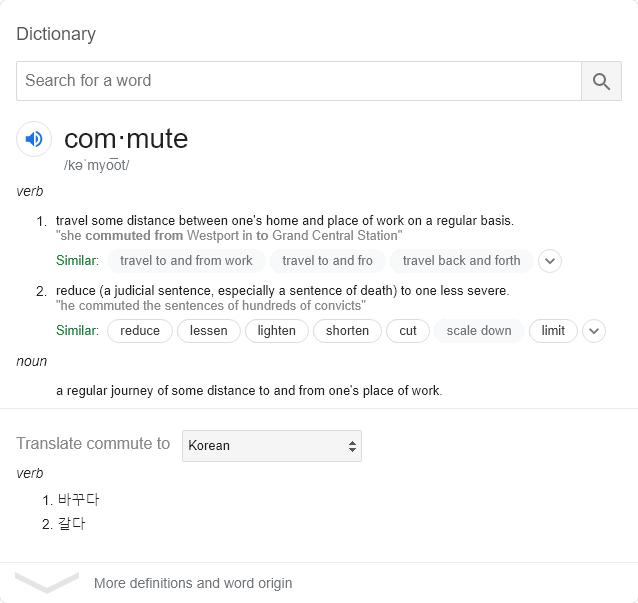 Dictionary
Search for a word
com·mute
/kəˈmyo͞ot/
verb
1. travel some distance between one's home and place of work on a regular basis.
"she commuted from Westport in to Grand Central Station"
Similar: travel to and from work travel to and fro travel back and forth
2. reduce (a judicial sentence, especially a sentence of death) to one less severe.
"he commuted the sentences of hundreds of convicts"
Similar: reduce lessen lighten shorten cut scale down limit
noun
a regular journey of some distance to and from one's place of work.
Translate commute to Korean
verb
1. 바꾸다
2. 갈다
More definitions and word origin